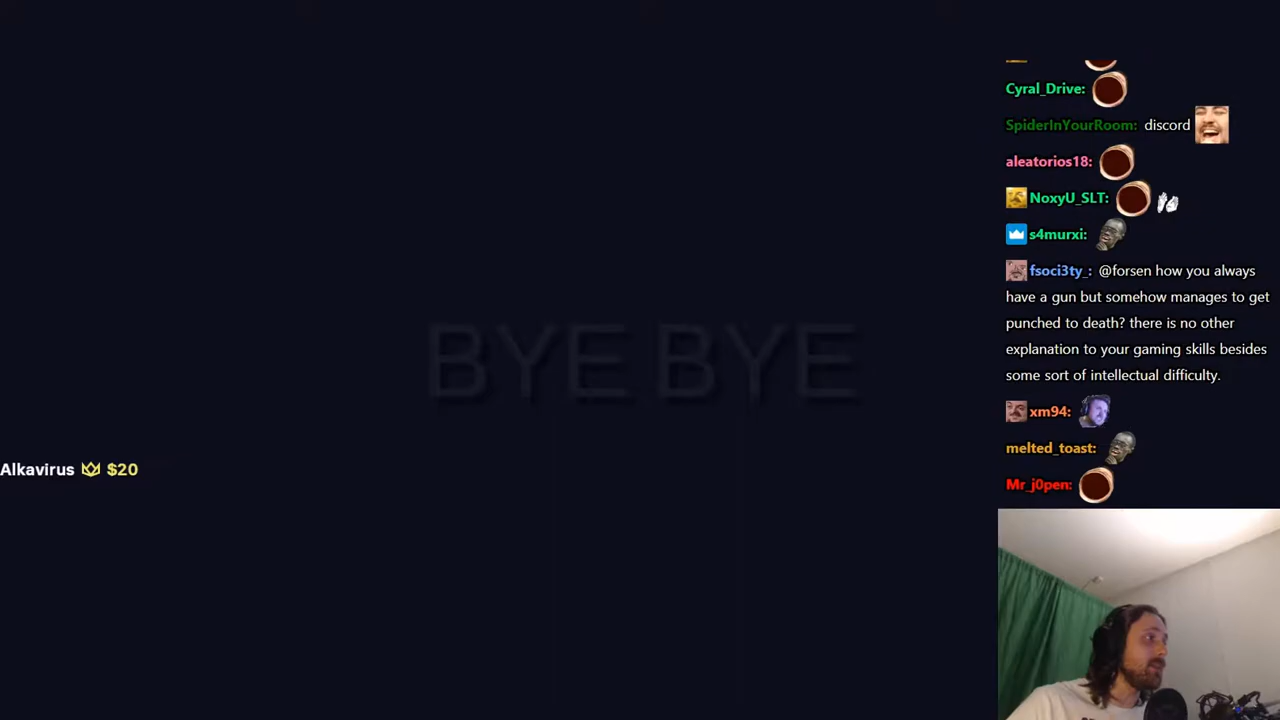 Cyral_Drive:
SpiderInYourRoom: discord
aleatorios18:
NoxyU_SLT:
s4murxi:
fsoci3ty_: @forsen how you always
have a gun but somehow manages to get
punched to death? there is no other
explanation to your gaming skills besides
some sort of intellectual difficulty.
xm94:
melted_toast:
Mr_j0pen:
BYE BYE
Alkavirus $20